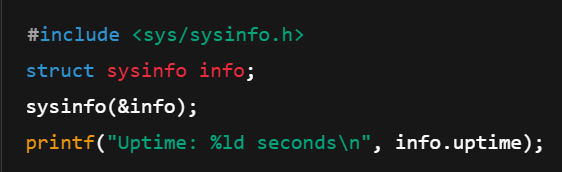 #include <sys/sysinfo.h>
struct sysinfo info;
sysinfo(&info);
printf("Uptime: %ld seconds\n", info.uptime);